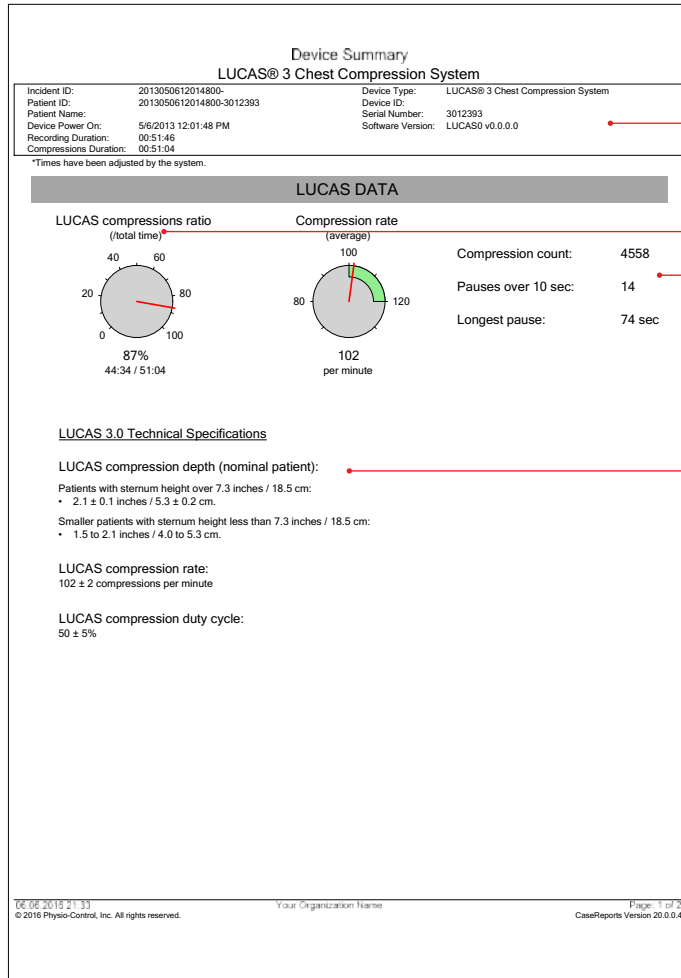 Device Summary
LUCAS® 3 Chest Compression System
Incident ID: 2013050612014800- Device Type: LUCAS® 3 Chest Compression System
Patient ID: 2013050612014800-3012393 Device ID:
Patient Name: Serial Number: 3012393
Device Power On: 5/6/2013 12:01:48 PM Software Version: LUCAS0 v0.0.0.0
Recording Duration: 00:51:46
Compressions Duration: 00:51:04
*Times have been adjusted by the system.
LUCAS DATA
LUCAS compressions ratio
(/total time)
0 20 40 60 80 100
87%
44:34 / 51:04
Compression rate
(average)
80 100 120
102
per minute
Compression count: 4558
Pauses over 10 sec: 14
Longest pause: 74 sec
LUCAS 3.0 Technical Specifications
LUCAS compression depth (nominal patient):
Patients with sternum height over 7.3 inches / 18.5 cm:
• 2.1 ± 0.1 inches / 5.3 ± 0.2 cm.
Smaller patients with sternum height less than 7.3 inches / 18.5 cm:
• 1.5 to 2.1 inches / 4.0 to 5.3 cm.
LUCAS compression rate:
102 ± 2 compressions per minute
LUCAS compression duty cycle:
50 ± 5%
06.06.2016 21:33 Your Organization Name Page: 1 of 2
© 2016 Physio-Control, Inc. All rights reserved. CaseReports Version 20.0.0.4